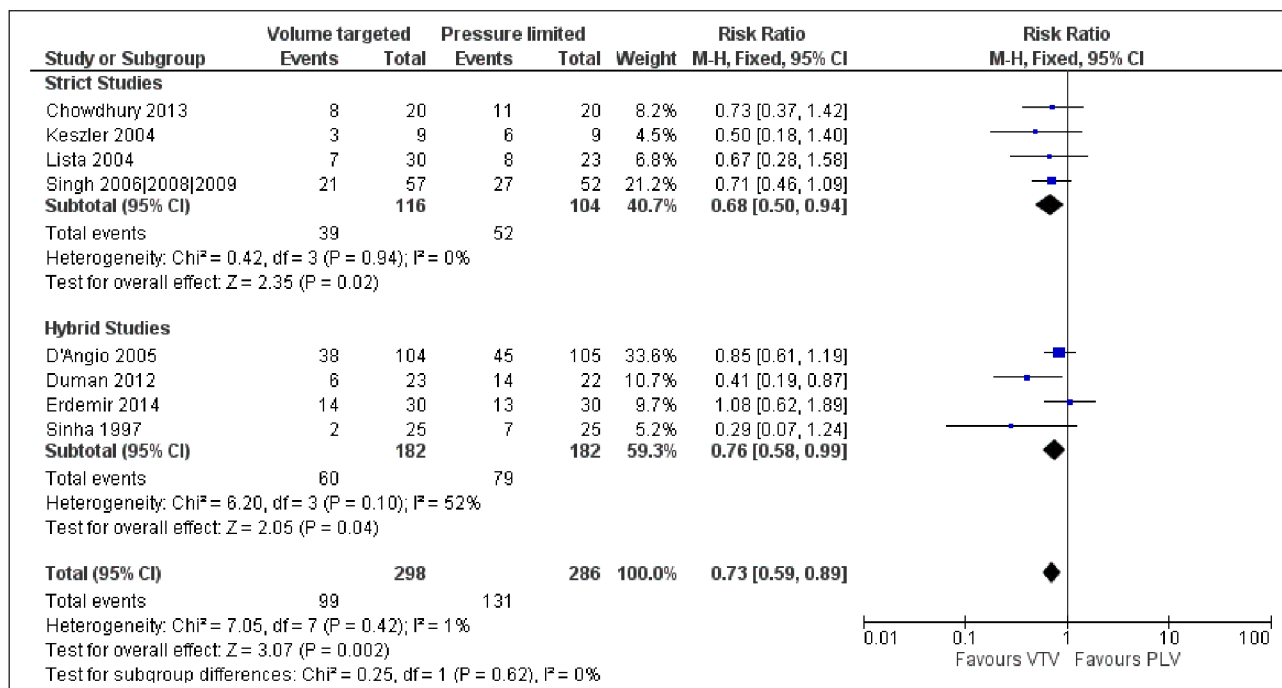 Volume targeted Pressure limited Risk Ratio Risk Ratio
Study or Subgroup Events Total Events Total Weight M-H, Fixed, 95% CI M-H, Fixed, 95% CI
Strict Studies
Chowdhury 2013 8 20 11 20 8.2% 0.73 [0.37, 1.42]
Keszler 2004 3 9 6 9 4.5% 0.50 [0.18, 1.40]
Lista 2004 7 30 8 23 6.8% 0.67 [0.28, 1.58]
Singh 2006|2008|2009 21 57 27 52 21.2% 0.71 [0.46, 1.09]
Subtotal (95% CI) 116 104 40.7% 0.68 [0.50, 0.94]
Total events 39 52
Heterogeneity: Chi² = 0.42, df = 3 (P = 0.94); I² = 0%
Test for overall effect: Z = 2.35 (P = 0.02)
Hybrid Studies
D'Angio 2005 38 104 45 105 33.6% 0.85 [0.61, 1.19]
Duman 2012 6 23 14 22 10.7% 0.41 [0.19, 0.87]
Erdemir 2014 14 30 13 30 9.7% 1.08 [0.62, 1.89]
Sinha 1997 2 25 7 25 5.2% 0.29 [0.07, 1.24]
Subtotal (95% CI) 182 182 59.3% 0.76 [0.58, 0.99]
Total events 60 79
Heterogeneity: Chi² = 6.20, df = 3 (P = 0.10); I² = 52%
Test for overall effect: Z = 2.05 (P = 0.04)
Total (95% CI) 298 286 100.0% 0.73 [0.59, 0.89]
Total events 99 131
Heterogeneity: Chi² = 7.05, df = 7 (P = 0.42); I² = 1%
Test for overall effect: Z = 3.07 (P = 0.002)
Test for subgroup differences: Chi² = 0.25, df = 1 (P = 0.62), I² = 0%
0.01 0.1 1 10 100
Favours VTV Favours PLV